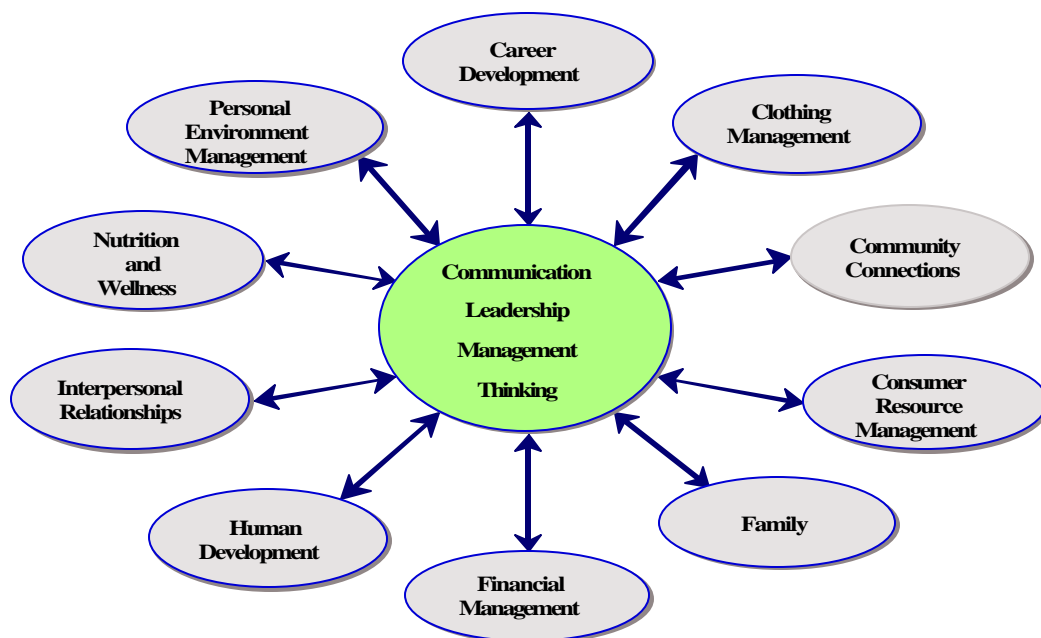 Career
Development
Clothing
Management
Community
Connections
Consumer
Resource
Management
Family
Financial
Management
Human
Development
Interpersonal
Relationships
Nutrition
and
Wellness
Personal
Environment
Management
Communication
Leadership
Management
Thinking